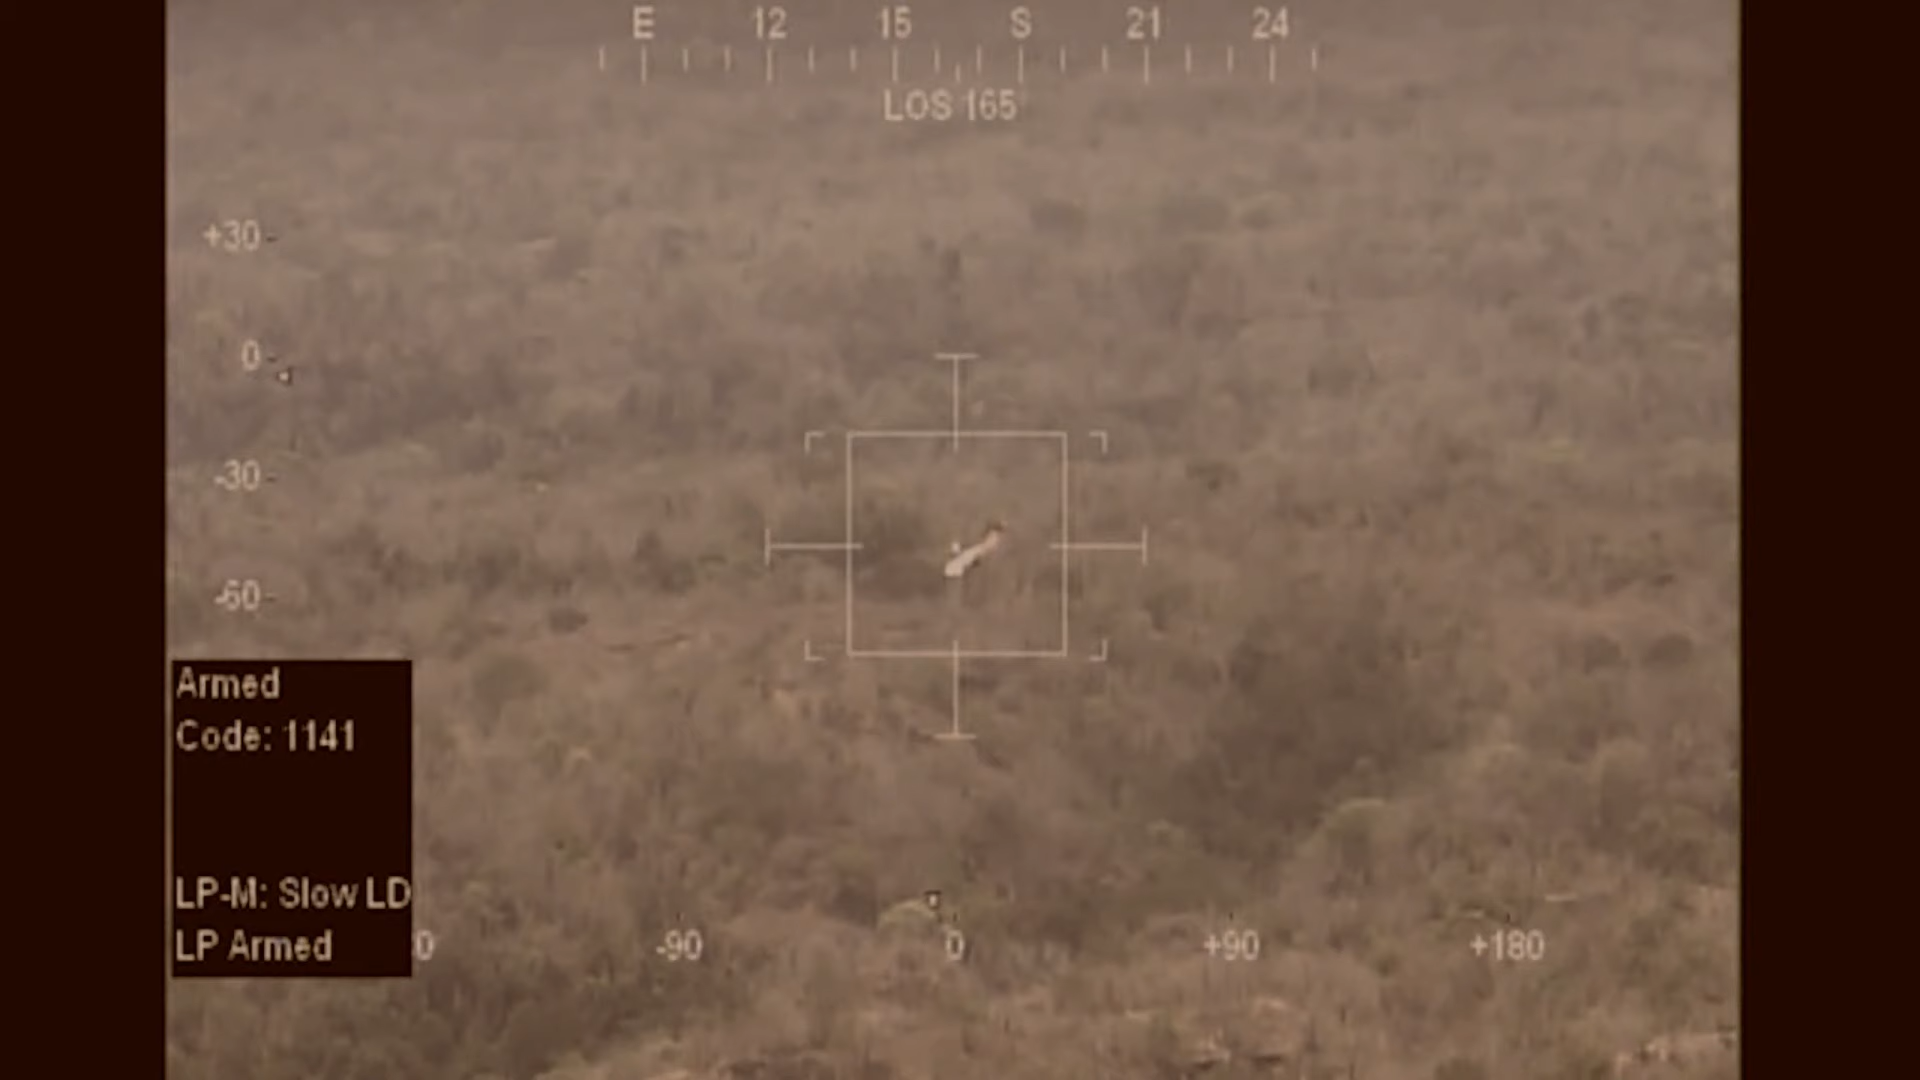 E 12 15 S 21 24
LOS 165
+30
0
-30
-60
Armed
Code: 1141
LP-M: Slow LD
LP Armed
0 -90 0 +90 +180